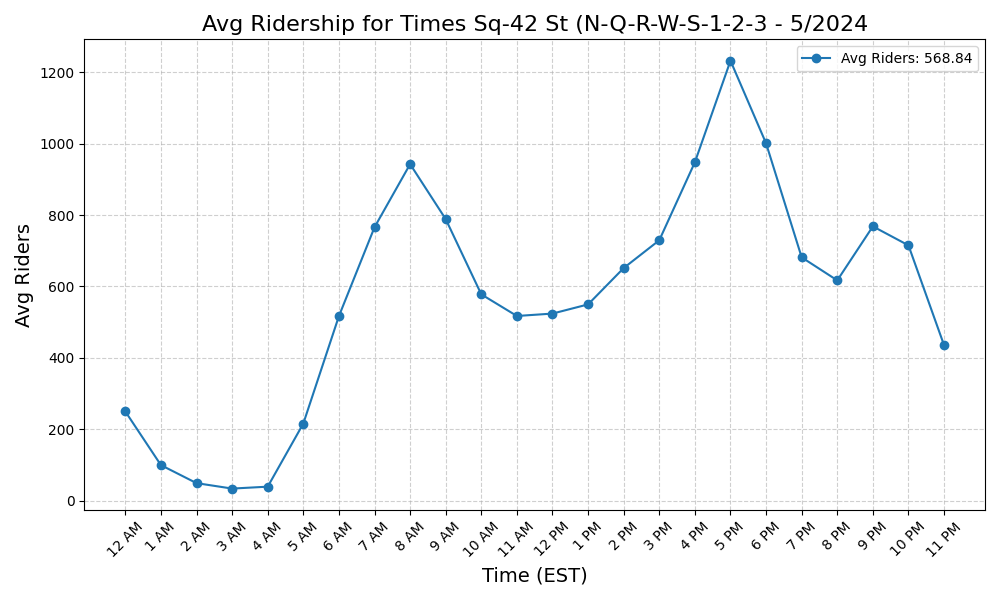 Avg Ridership for Times Sq-42 St (N-Q-R-W-S-1-2-3 - 5/2024
Avg Riders: 568.84
Avg Riders
1200
1000
800
600
400
200
0
12 AM
1 AM
2 AM
3 AM
4 AM
5 AM
6 AM
7 AM
8 AM
9 AM
10 AM
11 AM
12 PM
1 PM
2 PM
3 PM
4 PM
5 PM
6 PM
7 PM
8 PM
9 PM
10 PM
11 PM
Time (EST)